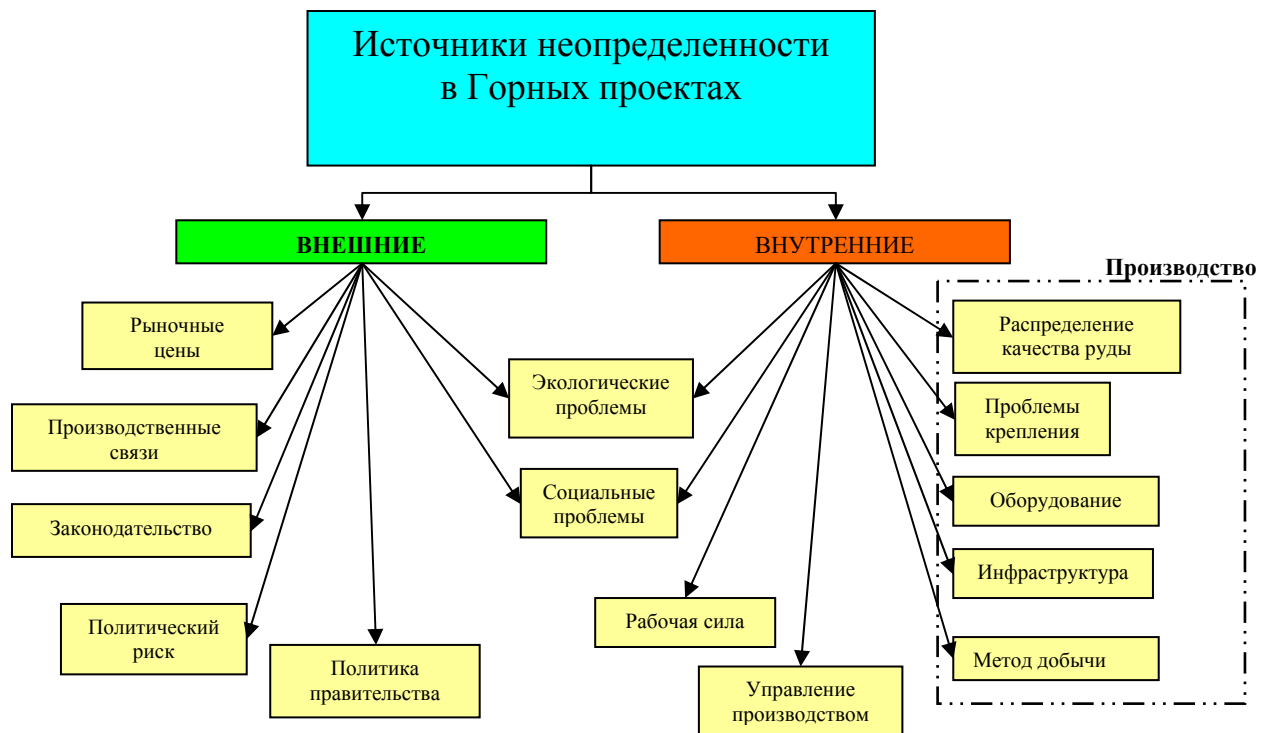 Источники неопределенности
в Горных проектах
ВНЕШНИЕ
ВНУТРЕННИЕ
Производство
Рыночные
цены
Производственные
связи
Законодательство
Политический
риск
Политика
правительства
Экологические
проблемы
Социальные
проблемы
Рабочая сила
Управление
производством
Распределение
качества руды
Проблемы
крепления
Оборудование
Инфраструктура
Метод добычи